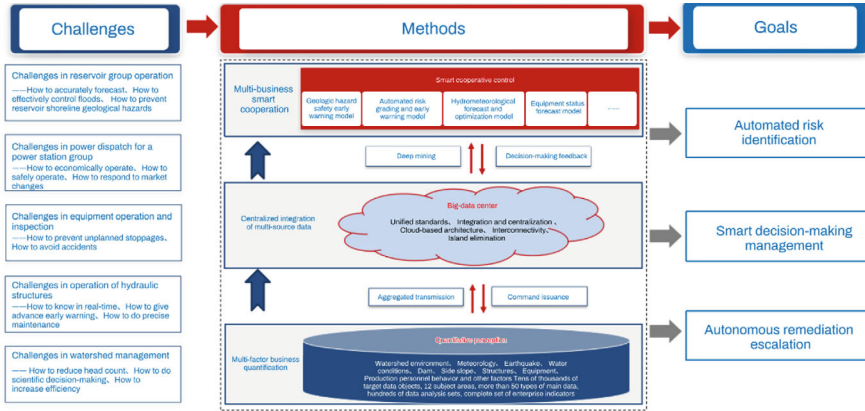 Challenges
Methods
Goals
Challenges in reservoir group operation
——How to accurately forecast、 How to
effectively control floods、 How to prevent
reservoir shoreline geological hazards
Challenges in power dispatch for a
power station group
——How to economically operate、 How to
safely operate、 How to respond to market
changes
Challenges in equipment operation and
inspection
——How to prevent unplanned stoppages、
How to avoid accidents
Challenges in operation of hydraulic
structures
——How to know in real-time、 How to give
advance early warning、 How to do precise
maintenance
Challenges in watershed management
—— How to reduce head count、 How to do
scientific decision-making、 How to
increase efficiency
Multi-business
smart
cooperation
Smart cooperative control
Geologic hazard
safety early
warning model
Automated risk
grading and early
warning model
Hydrometeorological
forecast and
optimization model
Equipment status
forecast model
......
Deep mining
Decision-making feedback
Centralized integration
of multi-source data
Big-data center
Unified standards、 Integration and centralization、
Cloud-based architecture、 Interconnectivity、
Island elimination
Aggregated transmission
Command issuance
Multi-factor business
quantification
Quantitative perception
Watershed environment、 Meteorology、 Earthquake、 Water
conditions、 Dam、 Side slope、 Structures、 Equipment、
Production personnel behavior and other factors Tens of thousands of
target data objects, 12 subject areas, more than 50 types of main data,
hundreds of data analysis sets, complete set of enterprise indicators
Automated risk
identification
Smart decision-making
management
Autonomous remediation
escalation